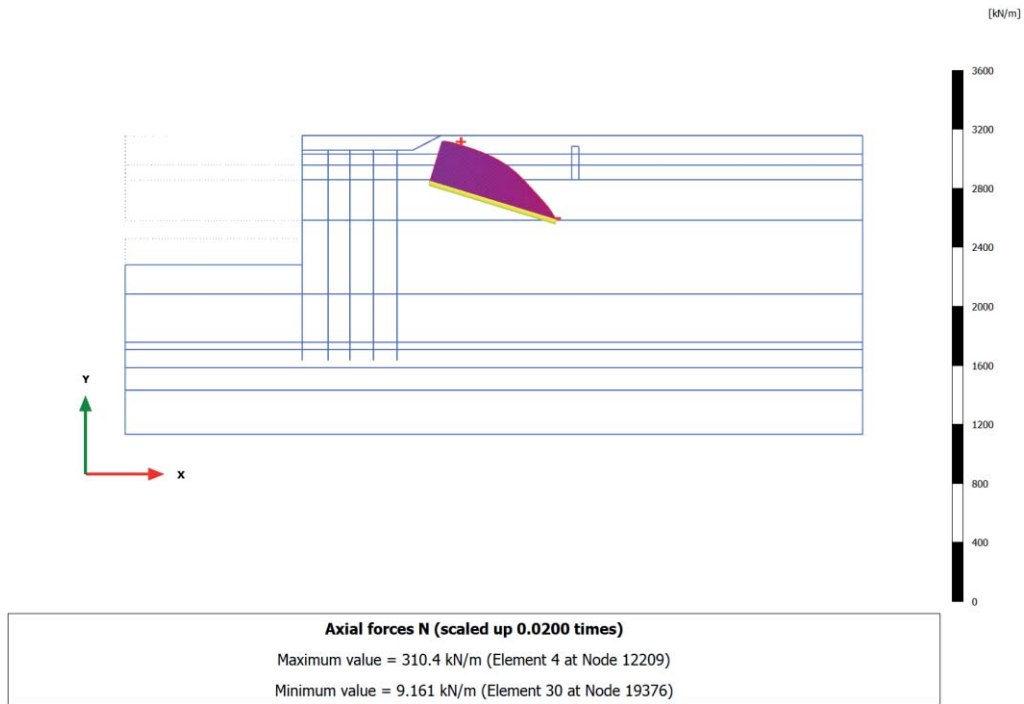 [kN/m]
3600
3200
2800
2400
2000
1600
1200
800
400
0
Y
X
Axial forces N (scaled up 0.0200 times)
Maximum value = 310.4 kN/m (Element 4 at Node 12209)
Minimum value = 9.161 kN/m (Element 30 at Node 19376)